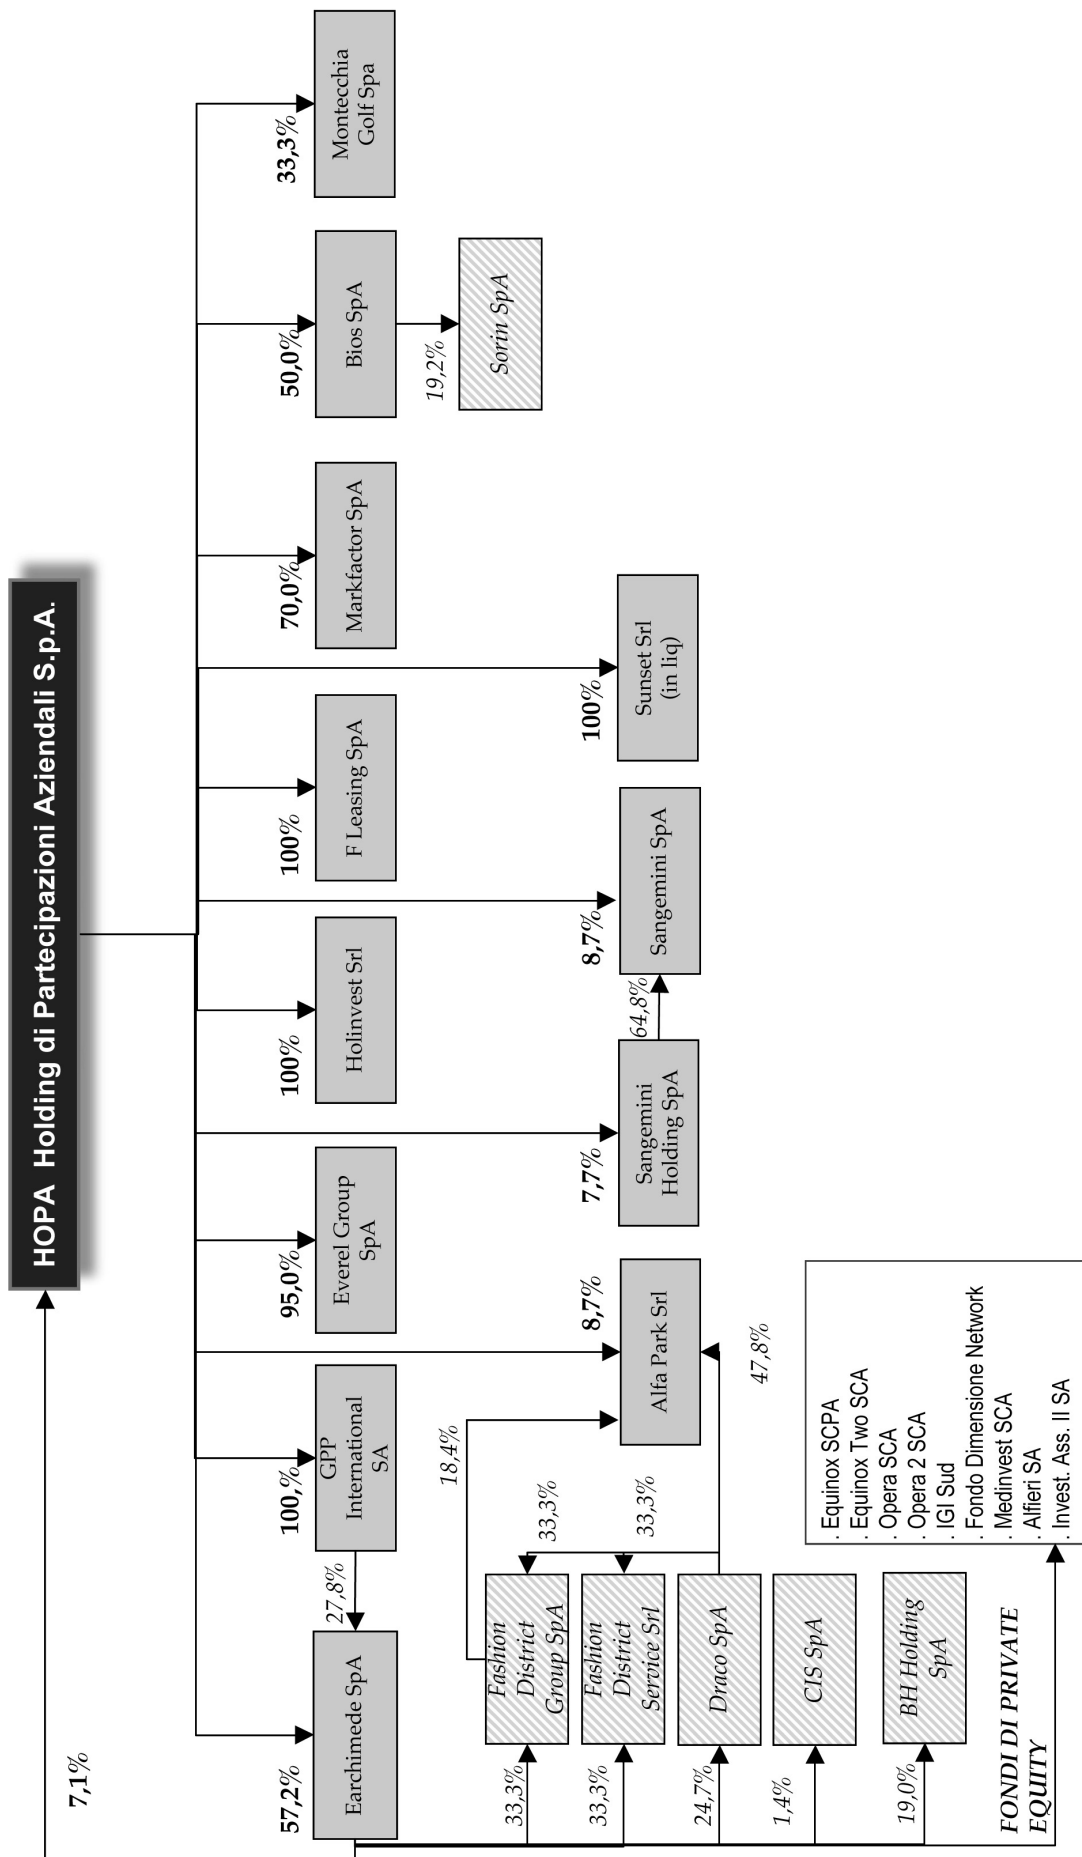 HOPA  Holding di Partecipazioni Aziendali S.p.A.
7,1%
57,2%
Earchimede SpA
27,8%
100,%
GPP
International
SA
95,0%
Everel Group
SpA
100%
Holinvest Srl
100%
F Leasing SpA
70,0%
Markfactor SpA
50,0%
Bios SpA
33,3%
Montecchia
Golf Spa
19,2%
Sorin SpA
18,4%
8,7%
Alfa Park Srl
47,8%
7,7%
Sangemini
Holding SpA
64,8%
8,7%
Sangemini SpA
100%
Sunset Srl
(in liq)
33,3%
Fashion
District
Group SpA
33,3%
33,3%
Fashion
District
Service Srl
33,3%
24,7%
Draco SpA
1,4%
CIS SpA
19,0%
BH Holding
SpA
FONDI DI PRIVATE
EQUITY
. Equinox SCPA
. Equinox Two SCA
. Opera SCA
. Opera 2 SCA
. IGI Sud
. Fondo Dimensione Network
. Medinvest SCA
. Alfieri SA
. Invest. Ass. II SA